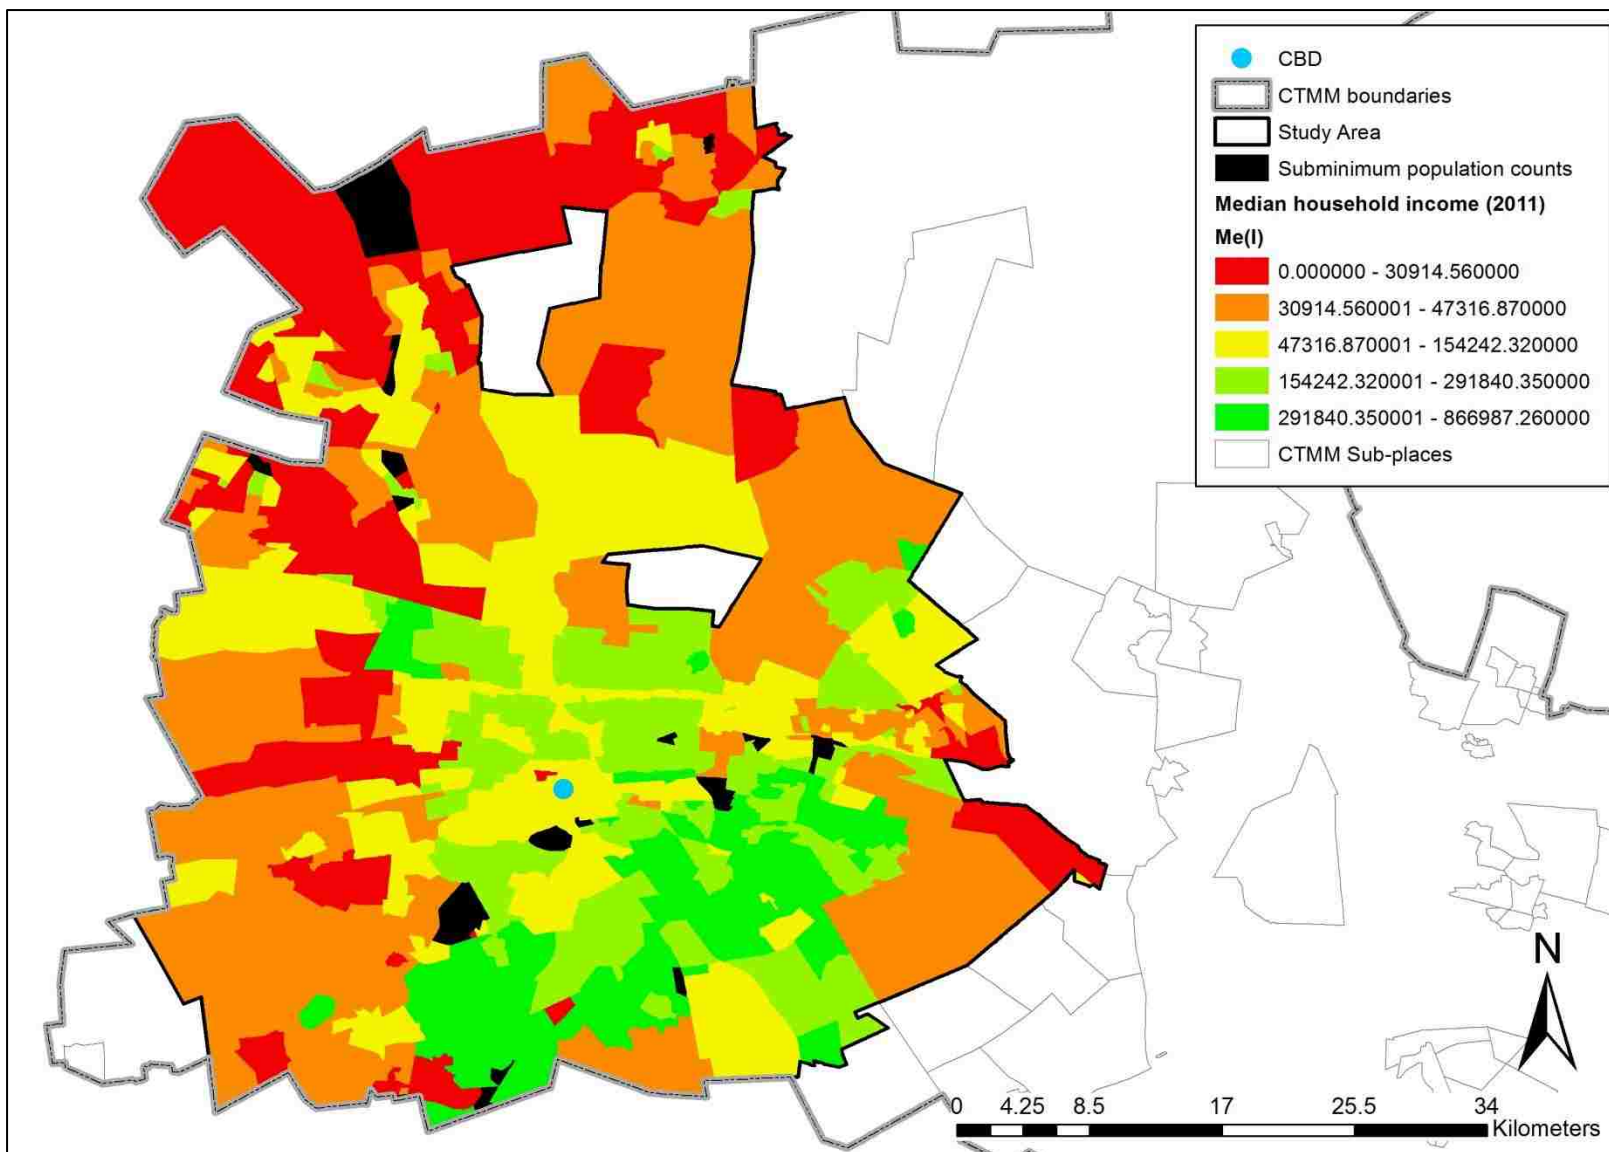 CBD
CTMM boundaries
Study Area
Subminimum population counts
Median household income (2011)
Me(I)
0.000000 - 30914.560000
30914.560001 - 47316.870000
47316.870001 - 154242.320000
154242.320001 - 291840.350000
291840.350001 - 866987.260000
CTMM Sub-places
N
0 4.25 8.5 17 25.5 34
Kilometers